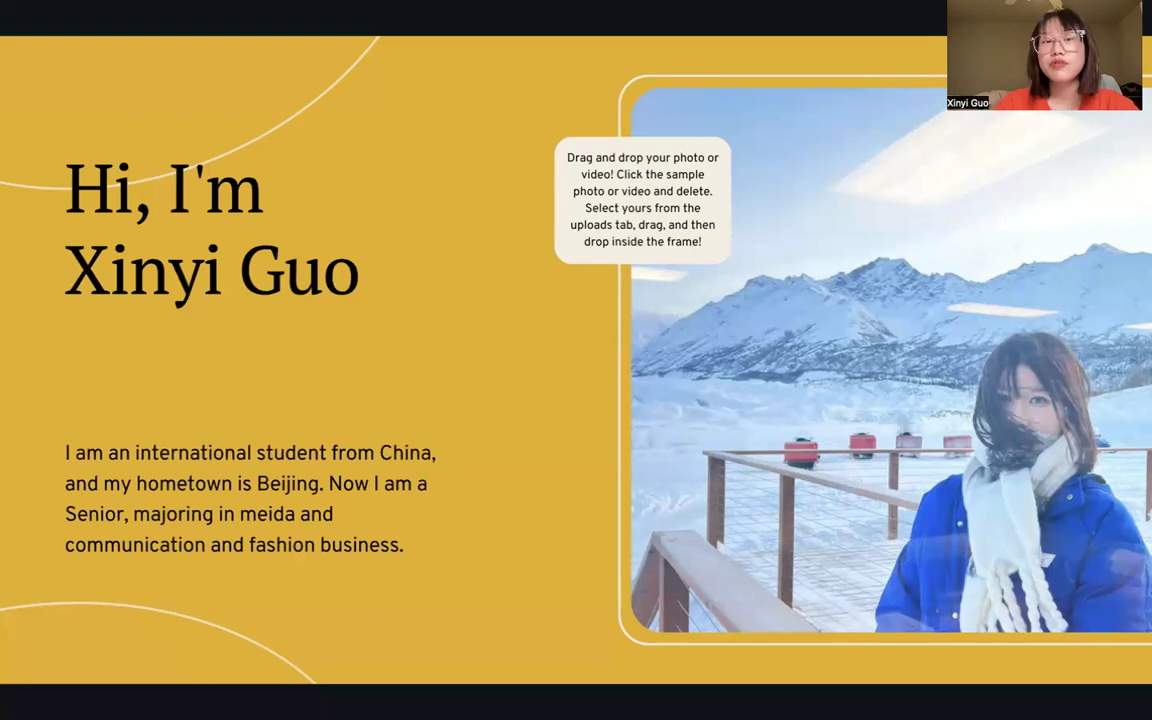 Hi, I'm
Xinyi Guo
I am an international student from China,
and my hometown is Beijing. Now I am a
Senior, majoring in meida and
communication and fashion business.
Drag and drop your photo or
video! Click the sample
photo or video and delete.
Select yours from the
uploads tab, drag, and then
drop inside the frame!
Xinyi Guo